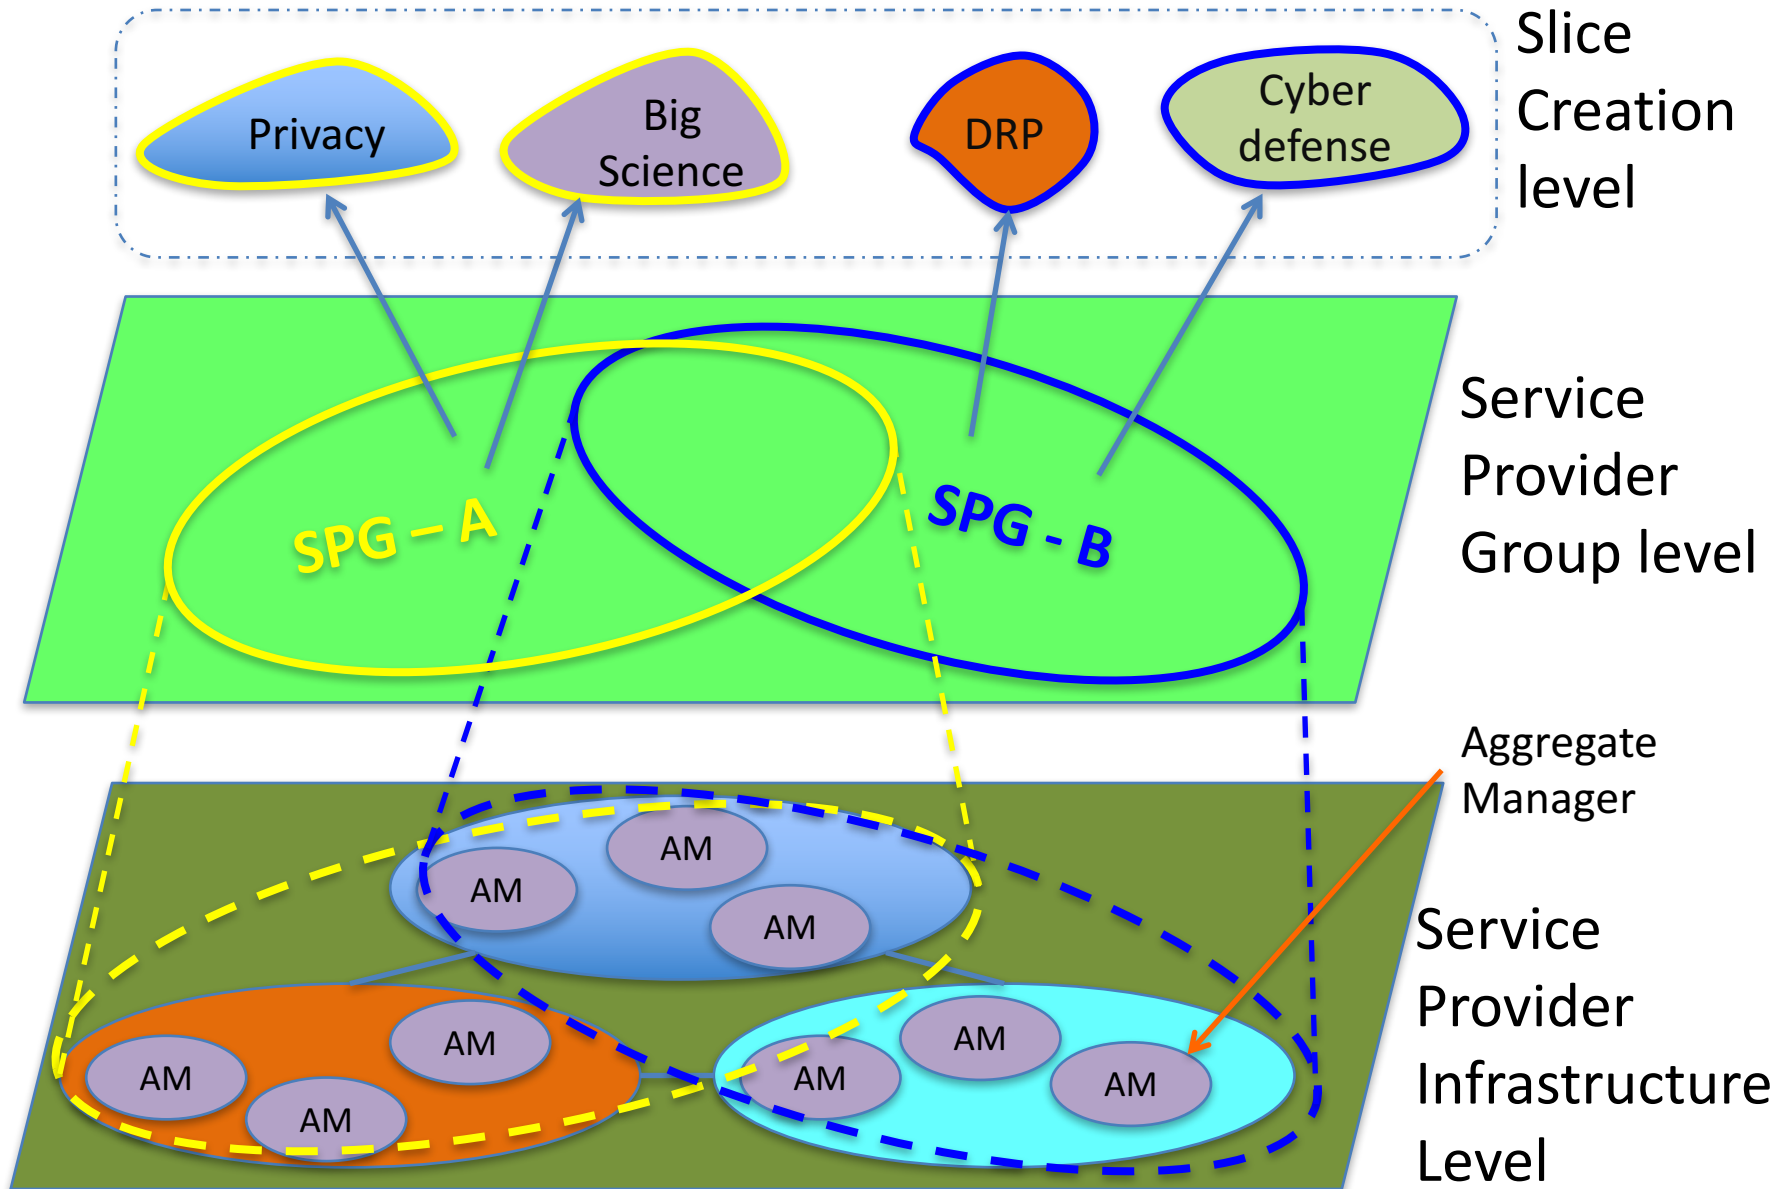 Slice
Creation
level
Privacy
Big
Science
DRP
Cyber
defense
Service
Provider
Group level
SPG – A
SPG - B
Aggregate
Manager
AM
AM
AM
Service
Provider
Infrastructure
Level
AM
AM
AM
AM
AM
AM